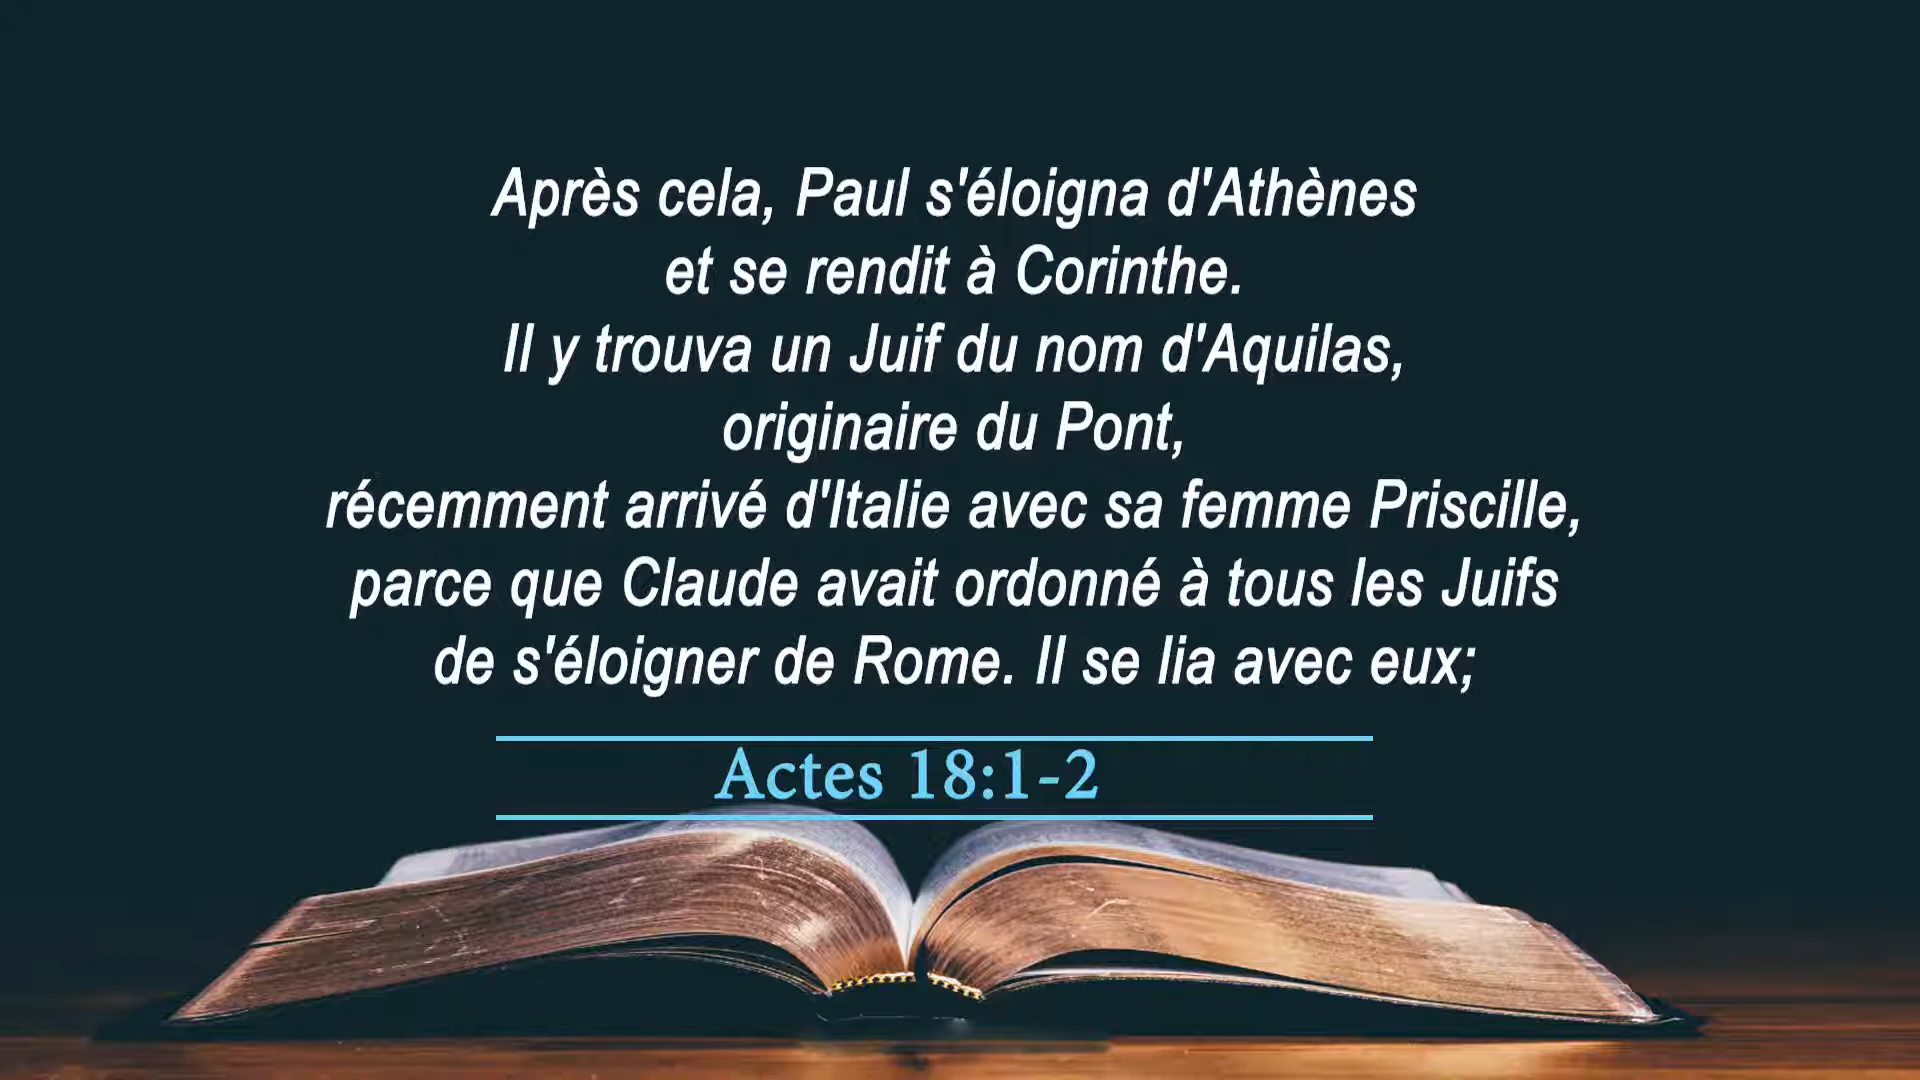 Après cela, Paul s'éloigna d'Athènes
et se rendit à Corinthe.
Il y trouva un Juif du nom d'Aquilas,
originaire du Pont,
récemment arrivé d'Italie avec sa femme Priscille,
parce que Claude avait ordonné à tous les Juifs
de s'éloigner de Rome. Il se lia avec eux;
Actes 18:1-2